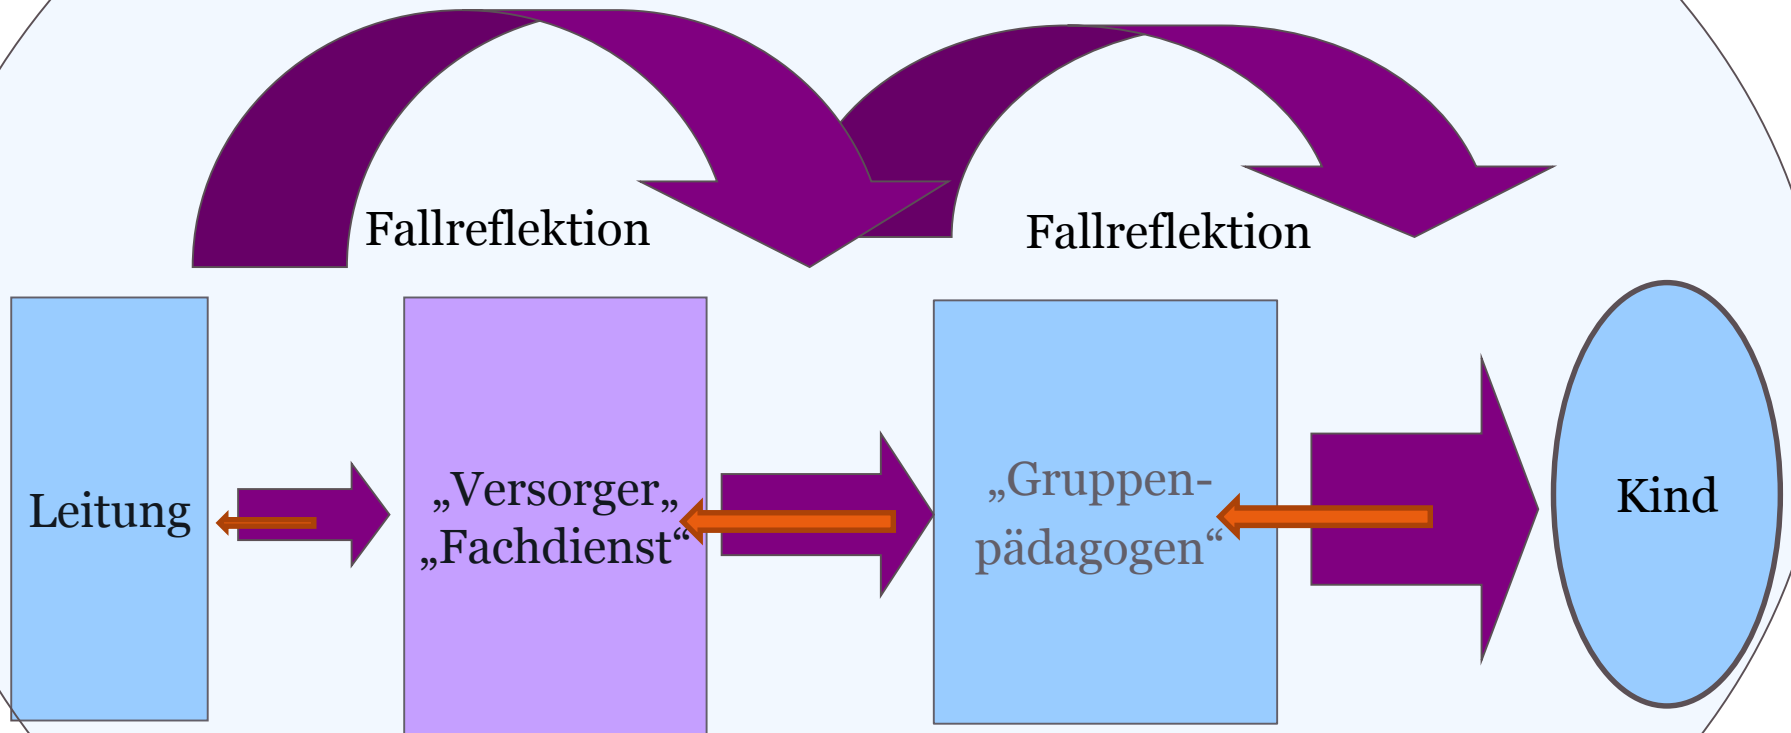 Fallreflektion
Fallreflektion
Leitung
„Versorger„
„Fachdienst“
„Gruppen-
pädagogen“
Kind